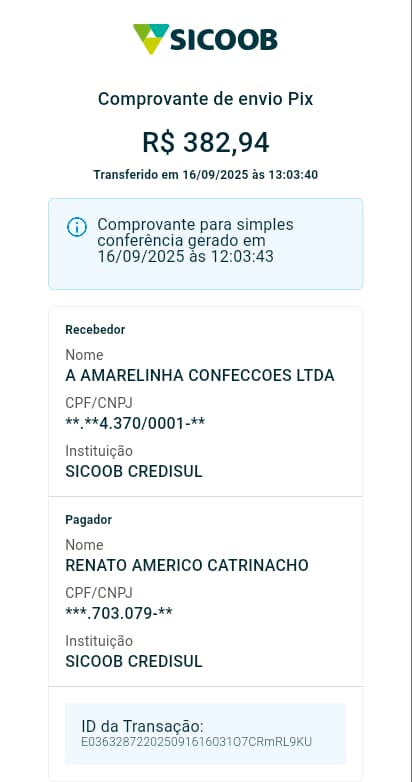 SICOOB
Comprovante de envio Pix
R$ 382,94
Transferido em 16/09/2025 às 13:03:40
Comprovante para simples
conferência gerado em
16/09/2025 às 12:03:43
Recebedor
Nome
A AMARELINHA CONFECCOES LTDA
CPF/CNPJ
**.**4.370/0001-**
Instituição
SICOOB CREDISUL
Pagador
Nome
RENATO AMERICO CATRINACHO
CPF/CNPJ
***.703.079-**
Instituição
SICOOB CREDISUL
ID da Transação:
E03632872202509161603107CRmRL9KU